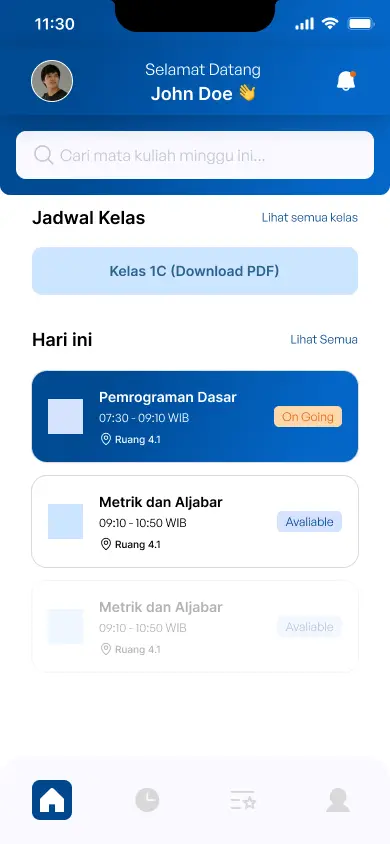 11:30
Selamat Datang
John Doe 👋
Cari mata kuliah minggu ini...
Jadwal Kelas
Lihat semua kelas
Kelas 1C (Download PDF)
Hari ini
Lihat Semua
Pemrograman Dasar
07:30 - 09:10 WIB
On Going
Ruang 4.1
Metrik dan Aljabar
09:10 - 10:50 WIB
Avaliable
Ruang 4.1
Metrik dan Aljabar
09:10 - 10:50 WIB
Avaliable
Ruang 4.1